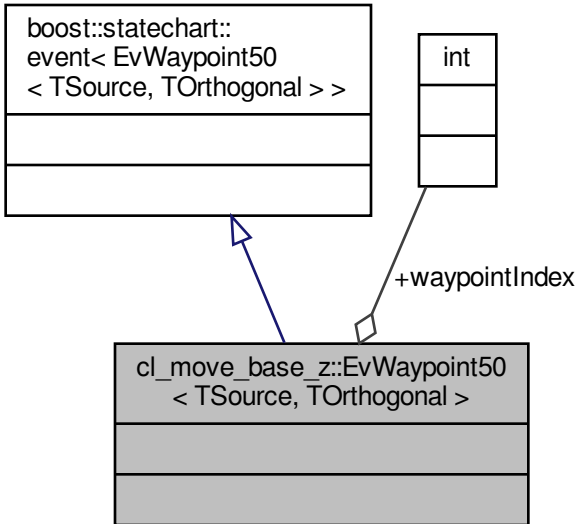 boost::statechart::
event< EvWaypoint50
< TSource, TOrthogonal > >
int
+waypointIndex
cl_move_base_z::EvWaypoint50
< TSource, TOrthogonal >